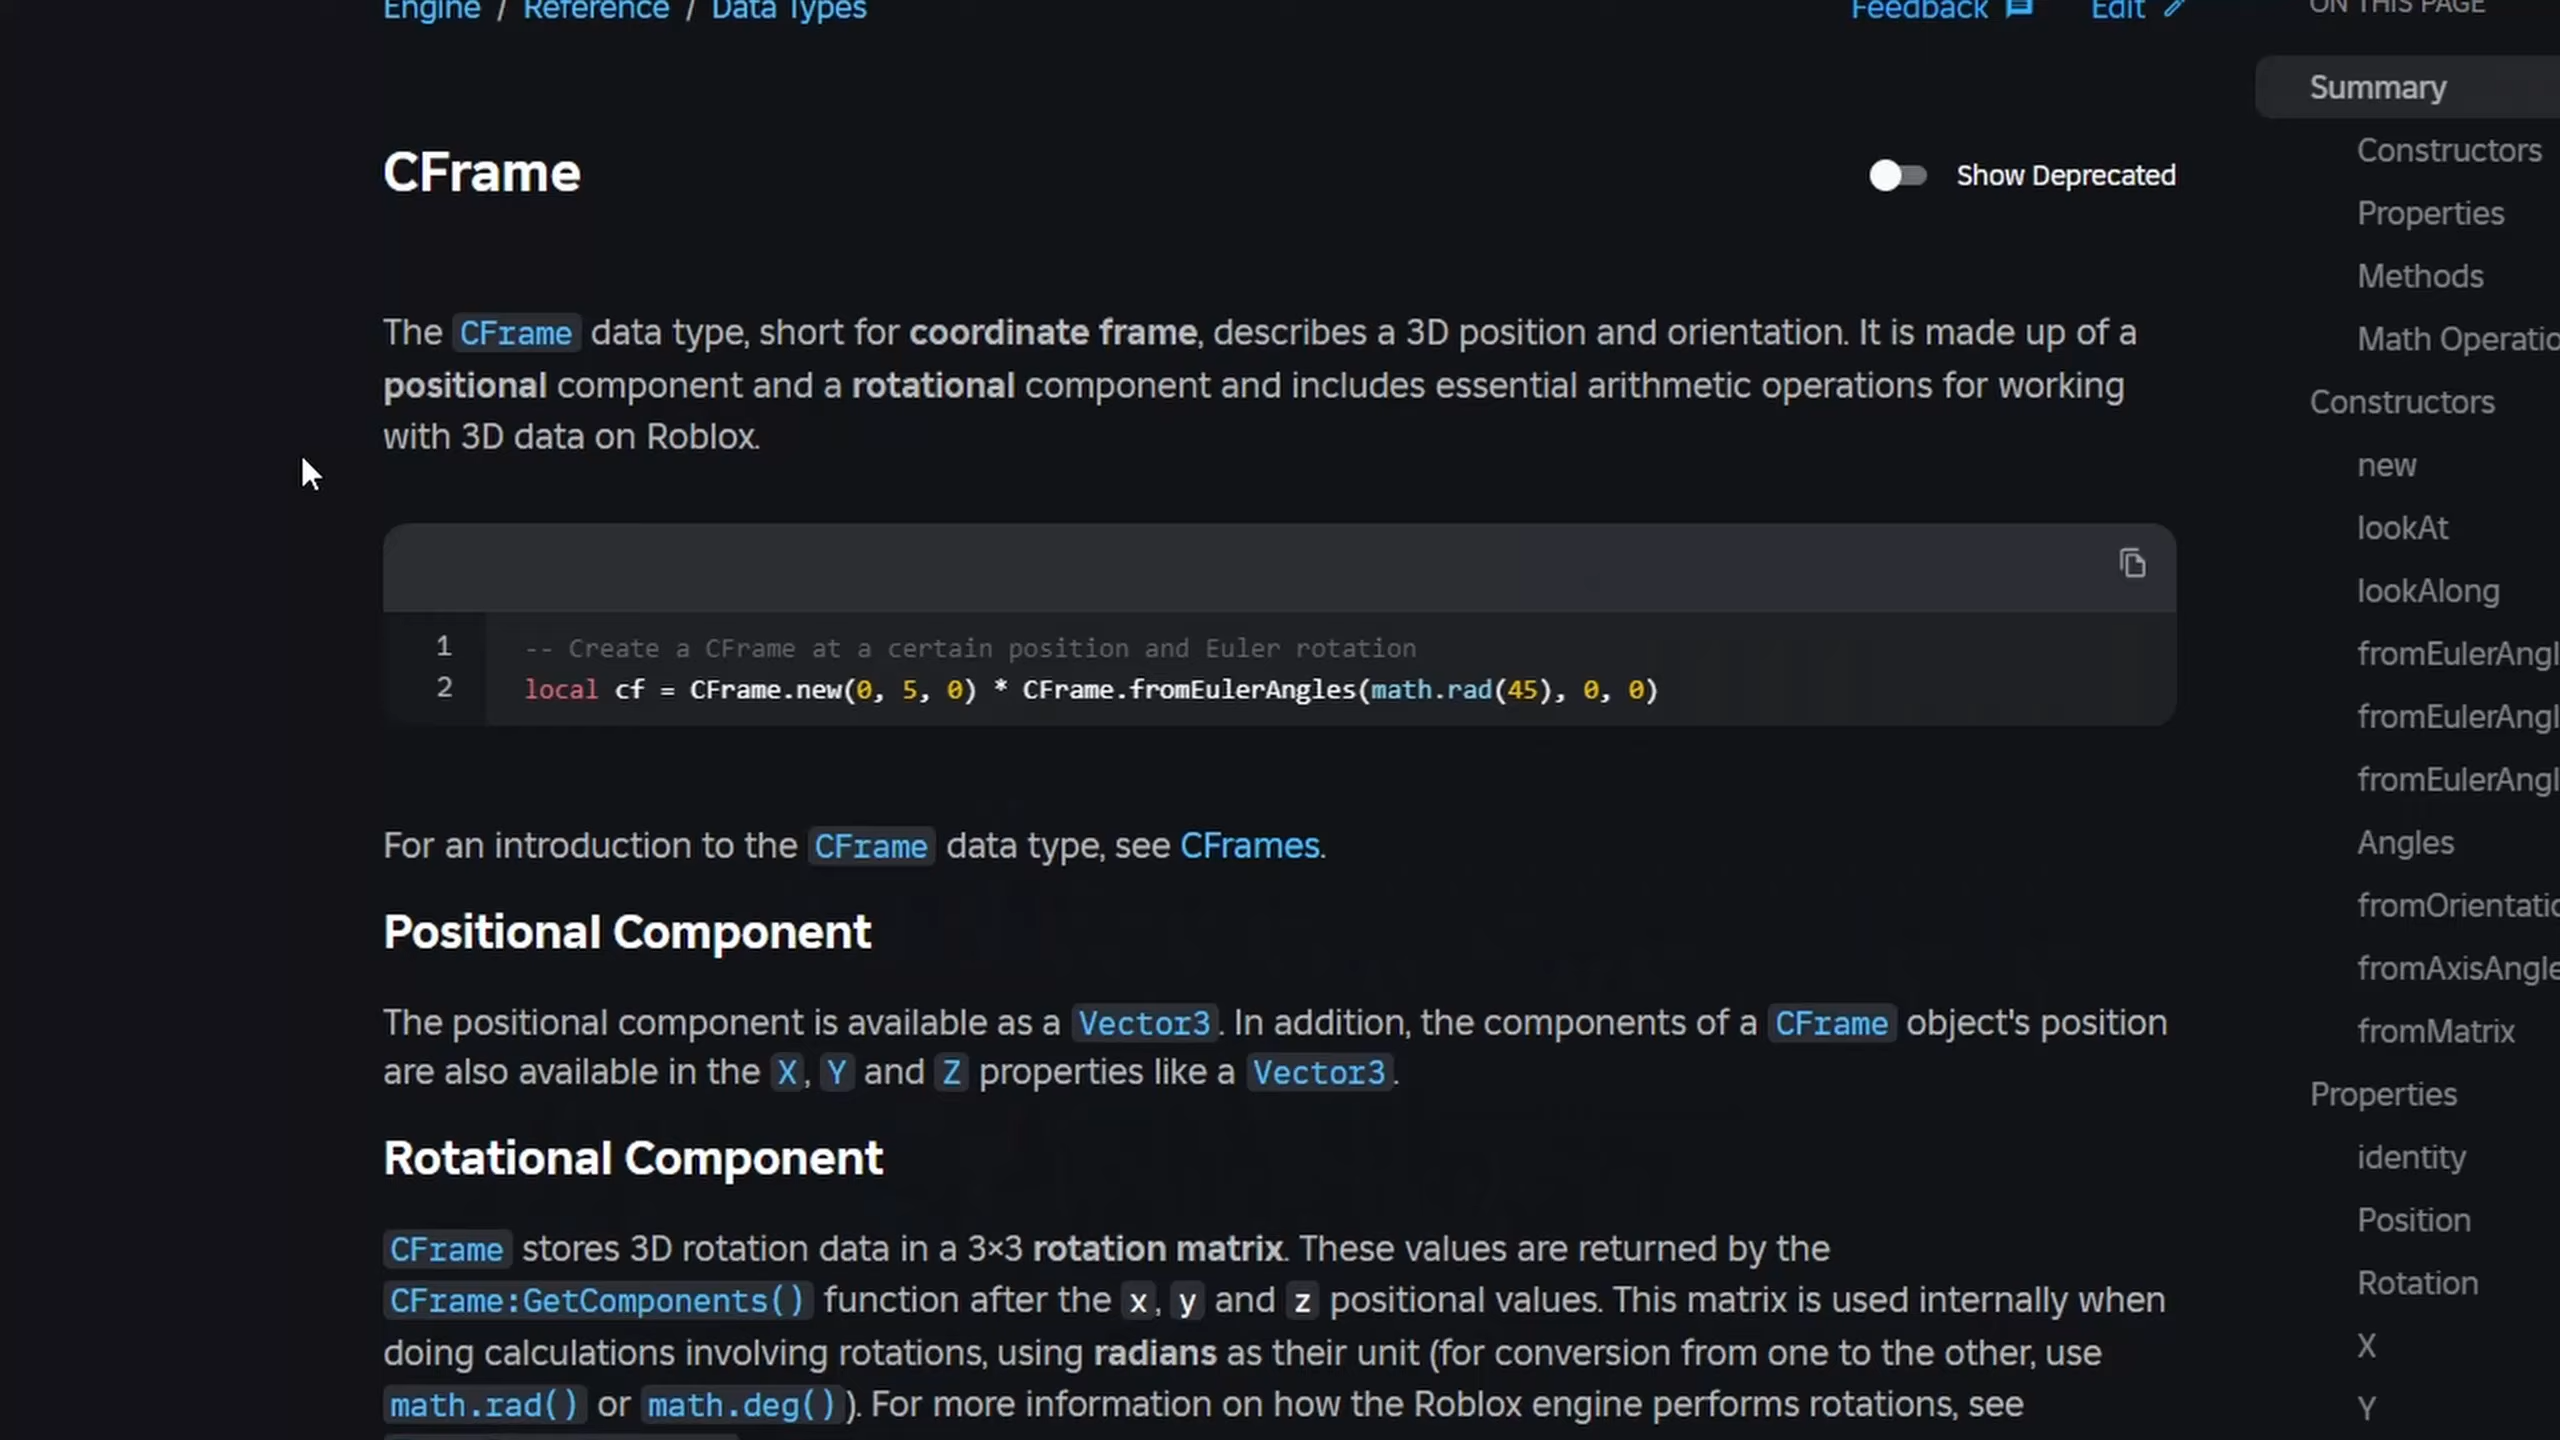 Engine / Reference / Data Types
Feedback
Edit
ON THIS PAGE
CFrame
Show Deprecated
The CFrame data type, short for coordinate frame, describes a 3D position and orientation. It is made up of a
positional component and a rotational component and includes essential arithmetic operations for working
with 3D data on Roblox.
1 -- Create a CFrame at a certain position and Euler rotation
2 local cf = CFrame.new(0, 5, 0) * CFrame.fromEulerAngles(math.rad(45), 0, 0)
For an introduction to the CFrame data type, see CFrames.
Positional Component
The positional component is available as a Vector3. In addition, the components of a CFrame object's position
are also available in the X, Y and Z properties like a Vector3.
Rotational Component
CFrame stores 3D rotation data in a 3×3 rotation matrix. These values are returned by the
CFrame:GetComponents() function after the x, y and z positional values. This matrix is used internally when
doing calculations involving rotations, using radians as their unit (for conversion from one to the other, use
math.rad() or math.deg()). For more information on how the Roblox engine performs rotations, see
Summary
Constructors
Properties
Methods
Math Operatio
Constructors
new
lookAt
lookAlong
fromEulerAngl
fromEulerAngl
fromEulerAngl
Angles
fromOrientatio
fromAxisAngle
fromMatrix
Properties
identity
Position
Rotation
X
Y